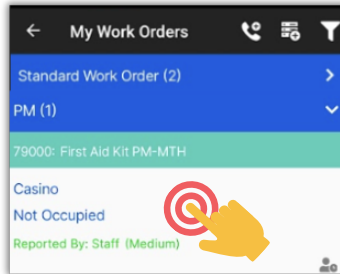 My Work Orders
Standard Work Order (2)
PM (1)
79000: First Aid Kit PM-MTH
Casino
Not Occupied
Reported By: Staff (Medium)